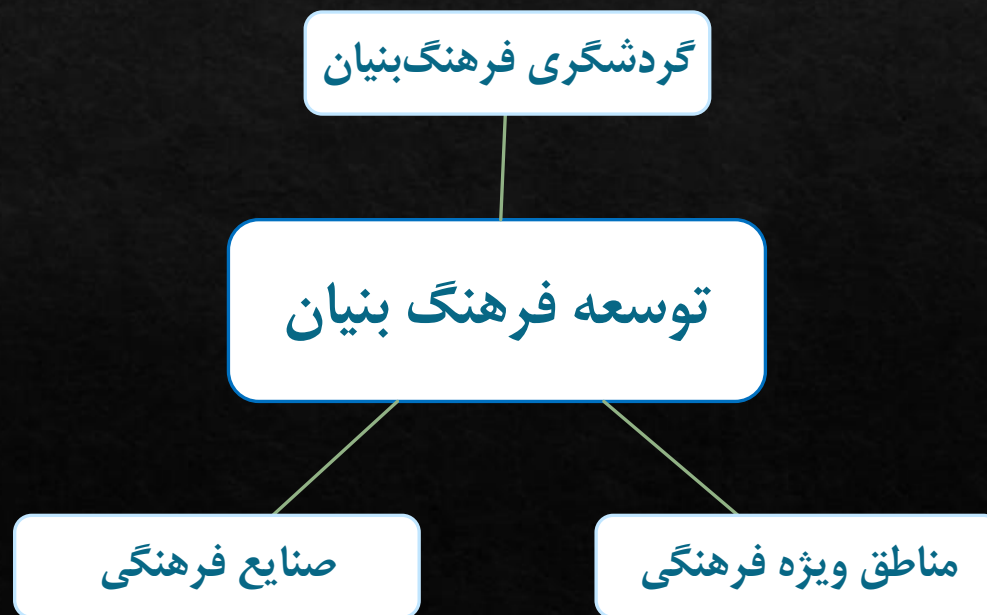 گردشگری فرهنگ‌بنیان
توسعه فرهنگ بنیان
مناطق ویژه فرهنگی
صنایع فرهنگی